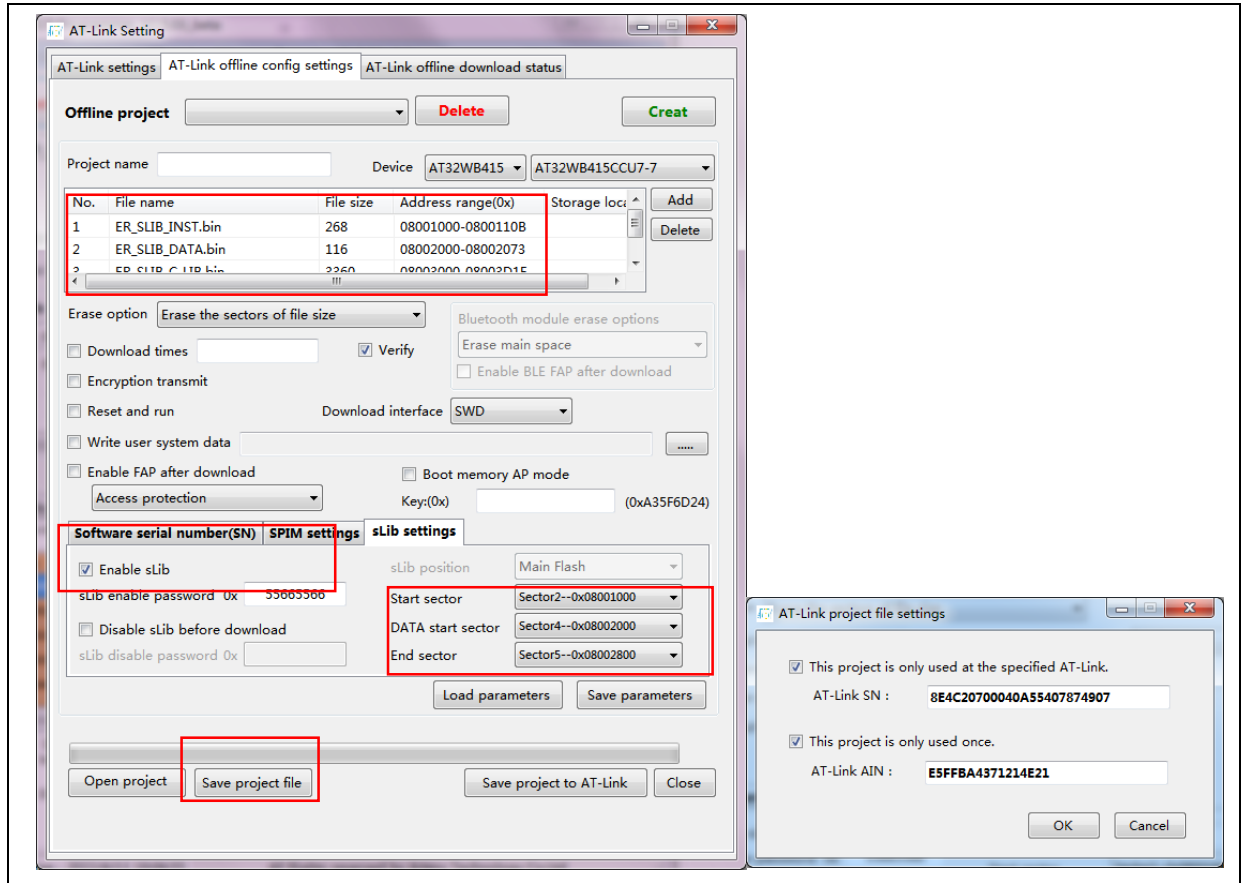 AT-Link Setting
AT-Link settings AT-Link offline config settings AT-Link offline download status
Offline project Delete Creat
Project name Device AT32WB415 AT32WB415CCU7-7
No. File name File size Address range(0x) Storage loca Add
1 ER_SLIB_INST.bin 268 08001000-0800110B
Delete
2 ER_SLIB_DATA.bin 116 08002000-08002073
3 ER_SLIB_C_LIB.bin 3360 08003000-08003D1F
Erase option Erase the sectors of file size
Bluetooth module erase options
Download times Verify Erase main space
Enable BLE FAP after download
Encryption transmit
Reset and run Download interface SWD
Write user system data .....
Enable FAP after download Boot memory AP mode
Access protection Key:(0x) (0xA35F6D24)
Software serial number(SN) SPIM settings sLib settings
Enable sLib sLib position Main Flash
sLib enable password 0x 55665566 Start sector Sector2--0x08001000
Disable sLib before download DATA start sector Sector4--0x08002000
sLib disable password 0x End sector Sector5--0x08002800
Load parameters Save parameters
Open project Save project file Save project to AT-Link Close
AT-Link project file settings
This project is only used at the specified AT-Link.
AT-Link SN : 8E4C20700040A55407874907
This project is only used once.
AT-Link AIN : E5FFBA4371214E21
OK Cancel